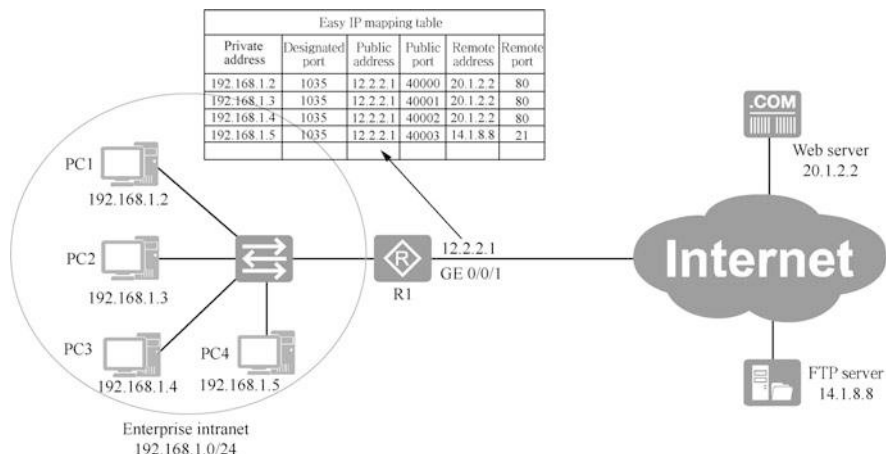 Easy IP mapping table
Private address Designated port Public address Public port Remote address Remote port
192.168.1.2 1035 12.2.2.1 40000 20.1.2.2 80
192.168.1.3 1035 12.2.2.1 40001 20.1.2.2 80
192.168.1.4 1035 12.2.2.1 40002 20.1.2.2 80
192.168.1.5 1035 12.2.2.1 40003 14.1.8.8 21
.COM
Web server
20.1.2.2
PC1
192.168.1.2
PC2
192.168.1.3
PC3
192.168.1.4
PC4
192.168.1.5
R
R1
12.2.2.1
GE 0/0/1
Internet
FTP server
14.1.8.8
Enterprise intranet
192.168.1.0/24